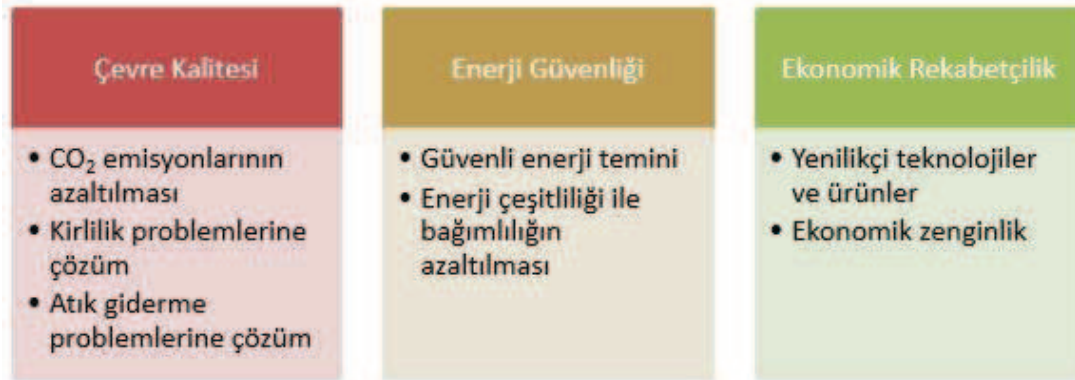 Çevre Kalitesi
• CO₂ emisyonlarının
azaltılması
• Kirlilik problemlerine
çözüm
• Atık giderme
problemlerine çözüm
Enerji Güvenliği
• Güvenli enerji temini
• Enerji çeşitliliği ile
bağımlılığın
azaltılması
Ekonomik Rekabetçilik
• Yenilikçi teknolojiler
ve ürünler
• Ekonomik zenginlik